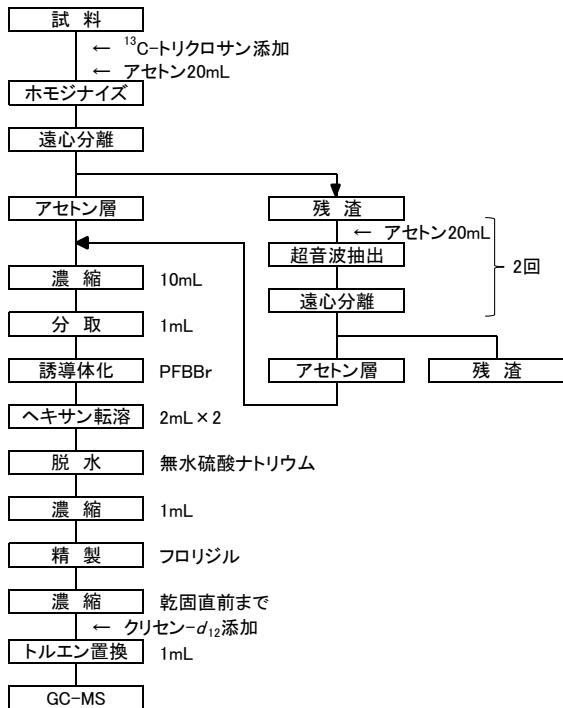 試 料
← ¹³C-トリクロサン添加
← アセトン20mL
ホモジナイズ
遠心分離
アセトン層
残 渣
← アセトン20mL
超音波抽出
2回
遠心分離
アセトン層
残 渣
濃 縮 10mL
分 取 1mL
誘導体化 PFBBr
ヘキサン転溶 2mL×2
脱 水 無水硫酸ナトリウム
濃 縮 1mL
精 製 フロリジル
濃 縮 乾固直前まで
← クリセン-d₁₂添加
トルエン置換 1mL
GC-MS